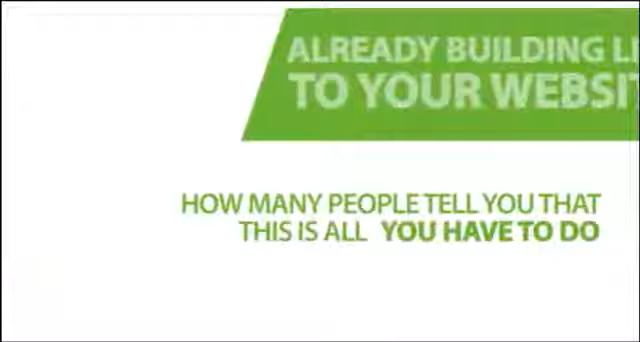 ALREADY BUILDING
TO YOUR
HOW MANY PEOPLE TELL YOU THAT
THIS IS ALL YOU HAVE TO DO